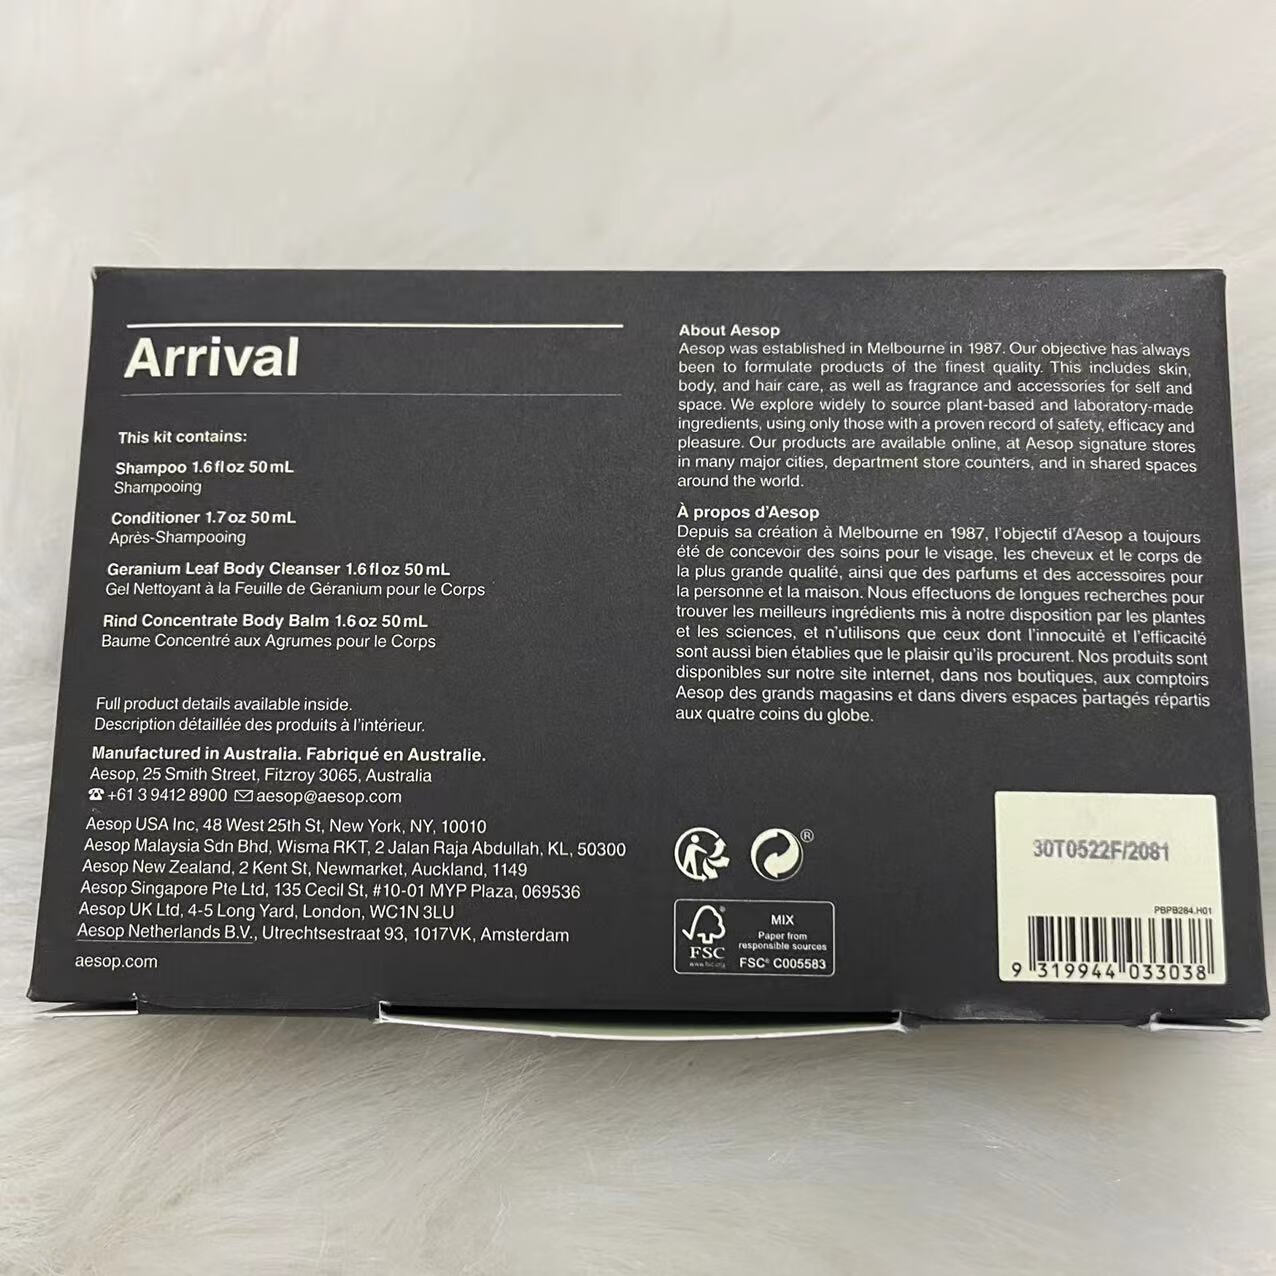 Arrival
This kit contains:
Shampoo 1.6 fl oz 50 mL
Shampooing
Conditioner 1.7 oz 50 mL
Après-Shampooing
Geranium Leaf Body Cleanser 1.6 fl oz 50 mL
Gel Nettoyant à la Feuille de Géranium pour le Corps
Rind Concentrate Body Balm 1.6 oz 50 mL
Baume Concentré aux Agrumes pour le Corps
Full product details available inside.
Description détaillée des produits à l'intérieur.
Manufactured in Australia. Fabriqué en Australie.
Aesop, 25 Smith Street, Fitzroy 3065, Australia
☎ +61 3 9412 8900 ✉ aesop@aesop.com
Aesop USA Inc, 48 West 25th St, New York, NY, 10010
Aesop Malaysia Sdn Bhd, Wisma RKT, 2 Jalan Raja Abdullah, KL, 50300
Aesop New Zealand, 2 Kent St, Newmarket, Auckland, 1149
Aesop Singapore Pte Ltd, 135 Cecil St, #10-01 MYP Plaza, 069536
Aesop UK Ltd, 4-5 Long Yard, London, WC1N 3LU
Aesop Netherlands B.V., Utrechtsestraat 93, 1017VK, Amsterdam
aesop.com
About Aesop
Aesop was established in Melbourne in 1987. Our objective has always
been to formulate products of the finest quality. This includes skin,
body, and hair care, as well as fragrance and accessories for self and
space. We explore widely to source plant-based and laboratory-made
ingredients, using only those with a proven record of safety, efficacy and
pleasure. Our products are available online, at Aesop signature stores
in many major cities, department store counters, and in shared spaces
around the world.
À propos d'Aesop
Depuis sa création à Melbourne en 1987, l'objectif d'Aesop a toujours
été de concevoir des soins pour le visage, les cheveux et le corps de
la plus grande qualité, ainsi que des parfums et des accessoires pour
la personne et la maison. Nous effectuons de longues recherches pour
trouver les meilleurs ingrédients mis à notre disposition par les plantes
et les sciences, et n'utilisons que ceux dont l'innocuité et l'efficacité
sont aussi bien établies que le plaisir qu'ils procurent. Nos produits sont
disponibles sur notre site internet, dans nos boutiques, aux comptoirs
Aesop des grands magasins et dans divers espaces partagés répartis
aux quatre coins du globe.
®
FSC
www.fsc.org
MIX
Paper from
responsible sources
FSC® C005583
30T0522F/2081
PBPB284.H01
9 319944 033038